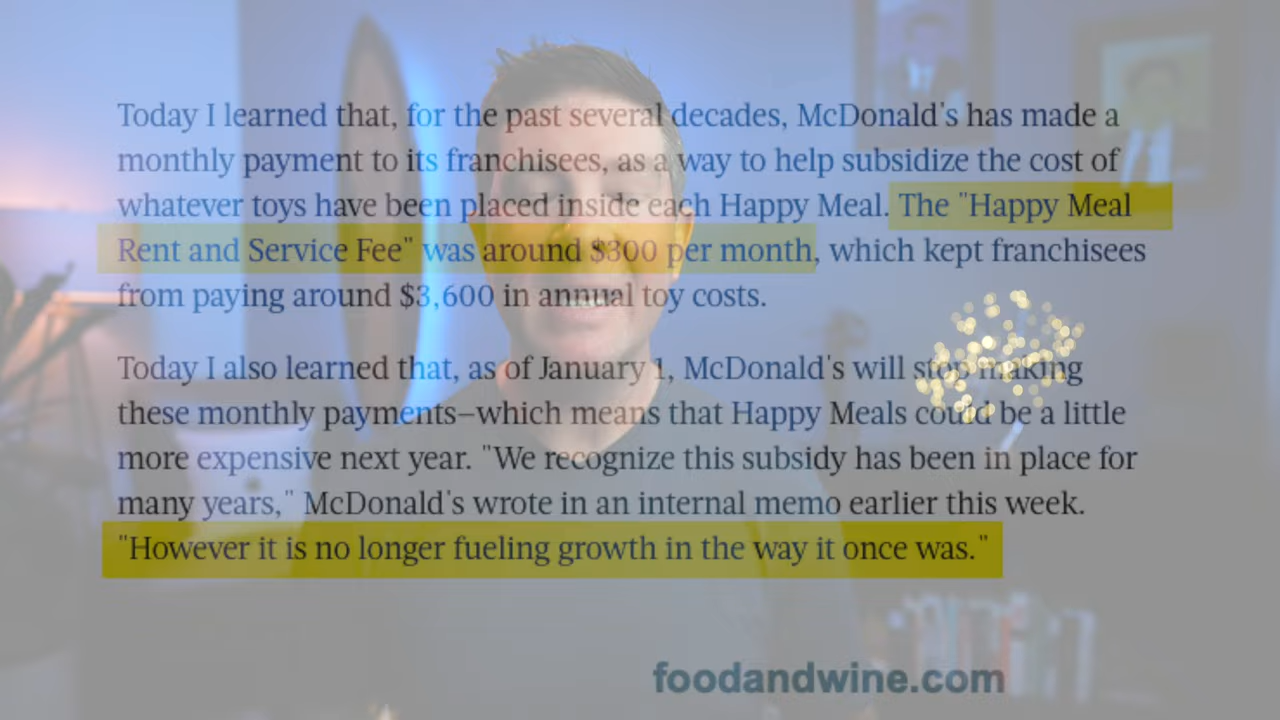 Today I learned that, for the past several decades, McDonald's has made a
monthly payment to its franchisees, as a way to help subsidize the cost of
whatever toys have been placed inside each Happy Meal. The "Happy Meal
Rent and Service Fee" was around $300 per month, which kept franchisees
from paying around $3,600 in annual toy costs.
Today I also learned that, as of January 1, McDonald's will stop making
these monthly payments—which means that Happy Meals could be a little
more expensive next year. "We recognize this subsidy has been in place for
many years," McDonald's wrote in an internal memo earlier this week.
"However it is no longer fueling growth in the way it once was."
foodandwine.com